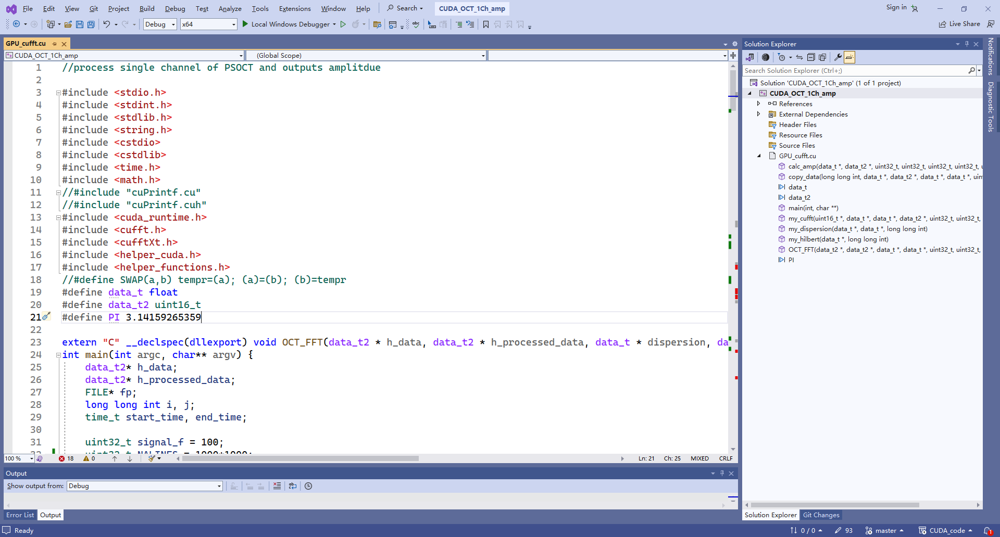 File Edit View Git Project Build Debug Test Analyze Tools Extensions Window Help Search CUDA_OCT_1Ch_amp Sign in
Debug x64 Local Windows Debugger Live Share
GPU_cufft.cu
CUDA_OCT_1Ch_amp (Global Scope)
1 //process single channel of PSOCT and outputs amplitdue
2
3 #include <stdio.h>
4 #include <stdint.h>
5 #include <stdlib.h>
6 #include <string.h>
7 #include <cstdio>
8 #include <cstdlib>
9 #include <time.h>
10 #include <math.h>
11 //#include "cuPrintf.cu"
12 //#include "cuPrintf.cuh"
13 #include <cuda_runtime.h>
14 #include <cufft.h>
15 #include <cufftXt.h>
16 #include <helper_cuda.h>
17 #include <helper_functions.h>
18 //#define SWAP(a,b) tempr=(a); (a)=(b); (b)=tempr
19 #define data_t float
20 #define data_t2 uint16_t
21 #define PI 3.14159265359
22
23 extern "C" __declspec(dllexport) void OCT_FFT(data_t2 * h_data, data_t2 * h_processed_data, data_t * dispersion, da
24 int main(int argc, char** argv) {
25 data_t2* h_data;
26 data_t2* h_processed_data;
27 FILE* fp;
28 long long int i, j;
29 time_t start_time, end_time;
30
31 uint32_t signal_f = 100;
32 uint32_t NALINES = 1000*1000;
100 % 18 0 Ln: 21 Ch: 25 MIXED CRLF
Output
Show output from: Debug
Error List Output
Solution Explorer
Search Solution Explorer (Ctrl+;)
Solution 'CUDA_OCT_1Ch_amp' (1 of 1 project)
CUDA_OCT_1Ch_amp
References
External Dependencies
Header Files
Resource Files
Source Files
GPU_cufft.cu
calc_amp(data_t *, data_t2 *, uint32_t, uint32_t, uint32_t, uint32_t, u
copy_data(long long int, data_t *, data_t2 *, data_t *, data_t *, uin
data_t
data_t2
main(int, char **)
my_cufft(uint16_t *, data_t *, data_t *, data_t2 *, uint32_t, uint32_t,
my_dispersion(data_t *, data_t *, long long int)
my_hilbert(data_t *, long long int)
OCT_FFT(data_t2 *, data_t2 *, data_t *, data_t *, uint32_t, uint32_t,
PI
Solution Explorer Git Changes
Notifications
Diagnostic Tools
Ready 0 / 0 93 master CUDA_code 1